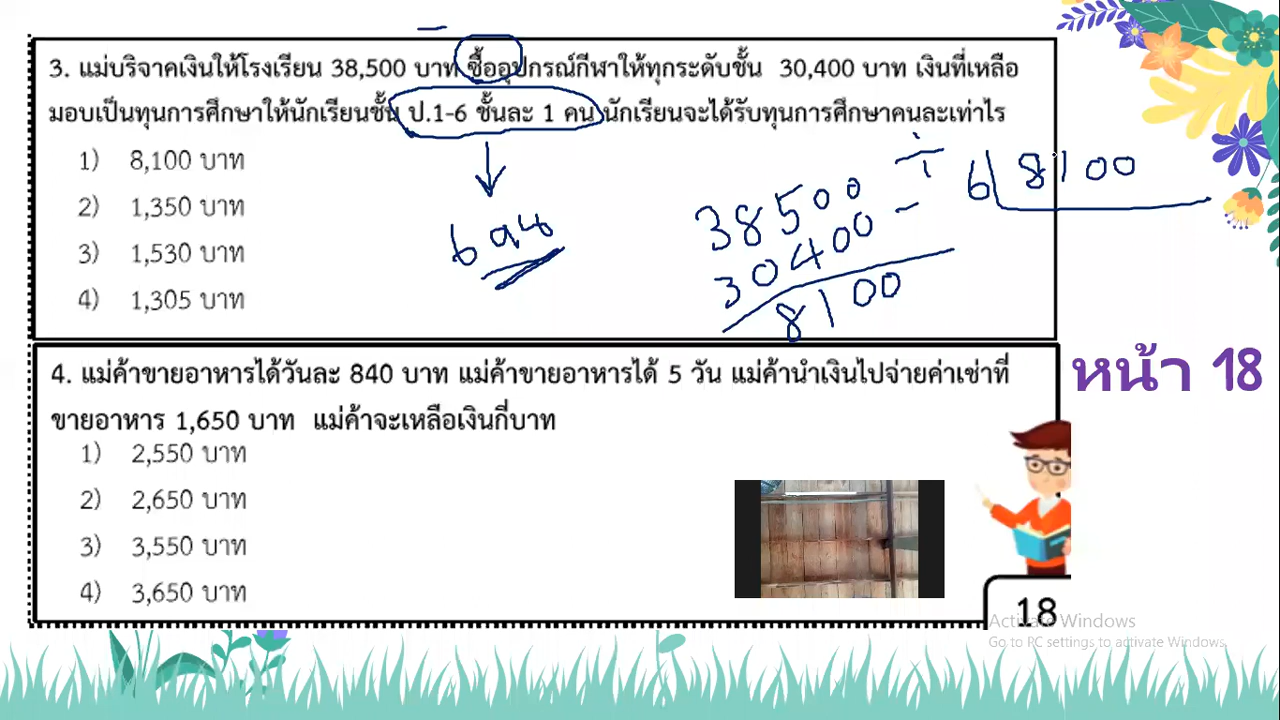 3. แม่บริจาคเงินให้โรงเรียน 38,500 บาท ซื้ออุปกรณ์กีฬาให้ทุกระดับชั้น 30,400 บาท เงินที่เหลือ
มอบเป็นทุนการศึกษาให้นักเรียนชั้น ป.1-6 ชั้นละ 1 คน นักเรียนจะได้รับทุนการศึกษาคนละเท่าไร
1) 8,100 บาท
2) 1,350 บาท
3) 1,530 บาท
4) 1,305 บาท
6 คน
38500
30400 -
8100
÷
6 8100
4. แม่ค้าขายอาหารได้วันละ 840 บาท แม่ค้าขายอาหารได้ 5 วัน แม่ค้านำเงินไปจ่ายค่าเช่าที่
ขายอาหาร 1,650 บาท แม่ค้าจะเหลือเงินกี่บาท
1) 2,550 บาท
2) 2,650 บาท
3) 3,550 บาท
4) 3,650 บาท
หน้า 18
18
Activate Windows
Go to PC settings to activate Windows.